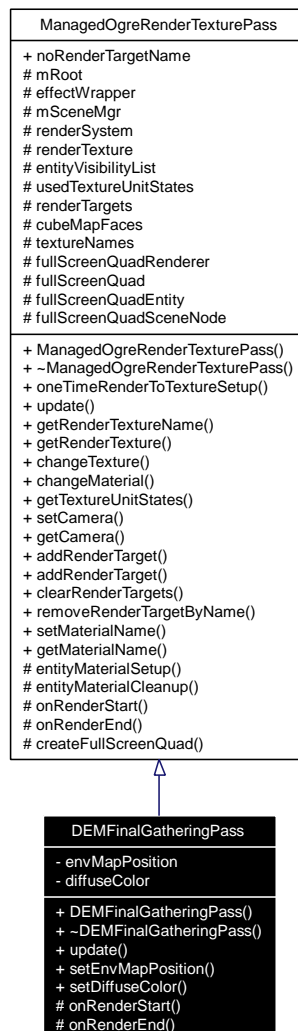 ManagedOgreRenderTexturePass
+ noRenderTargetName
# mRoot
# effectWrapper
# mSceneMgr
# renderSystem
# renderTexture
# entityVisibilityList
# usedTextureUnitStates
# renderTargets
# cubeMapFaces
# textureNames
# fullScreenQuadRenderer
# fullScreenQuad
# fullScreenQuadEntity
# fullScreenQuadSceneNode
+ ManagedOgreRenderTexturePass()
+ ~ManagedOgreRenderTexturePass()
+ oneTimeRenderToTextureSetup()
+ update()
+ getRenderTextureName()
+ getRenderTexture()
+ changeTexture()
+ changeMaterial()
+ getTextureUnitStates()
+ setCamera()
+ getCamera()
+ addRenderTarget()
+ addRenderTarget()
+ clearRenderTargets()
+ removeRenderTargetByName()
+ setMaterialName()
+ getMaterialName()
# entityMaterialSetup()
# entityMaterialCleanup()
# onRenderStart()
# onRenderEnd()
# createFullScreenQuad()
DEMFinalGatheringPass
- envMapPosition
- diffuseColor
+ DEMFinalGatheringPass()
+ ~DEMFinalGatheringPass()
+ update()
+ setEnvMapPosition()
+ setDiffuseColor()
# onRenderStart()
# onRenderEnd()